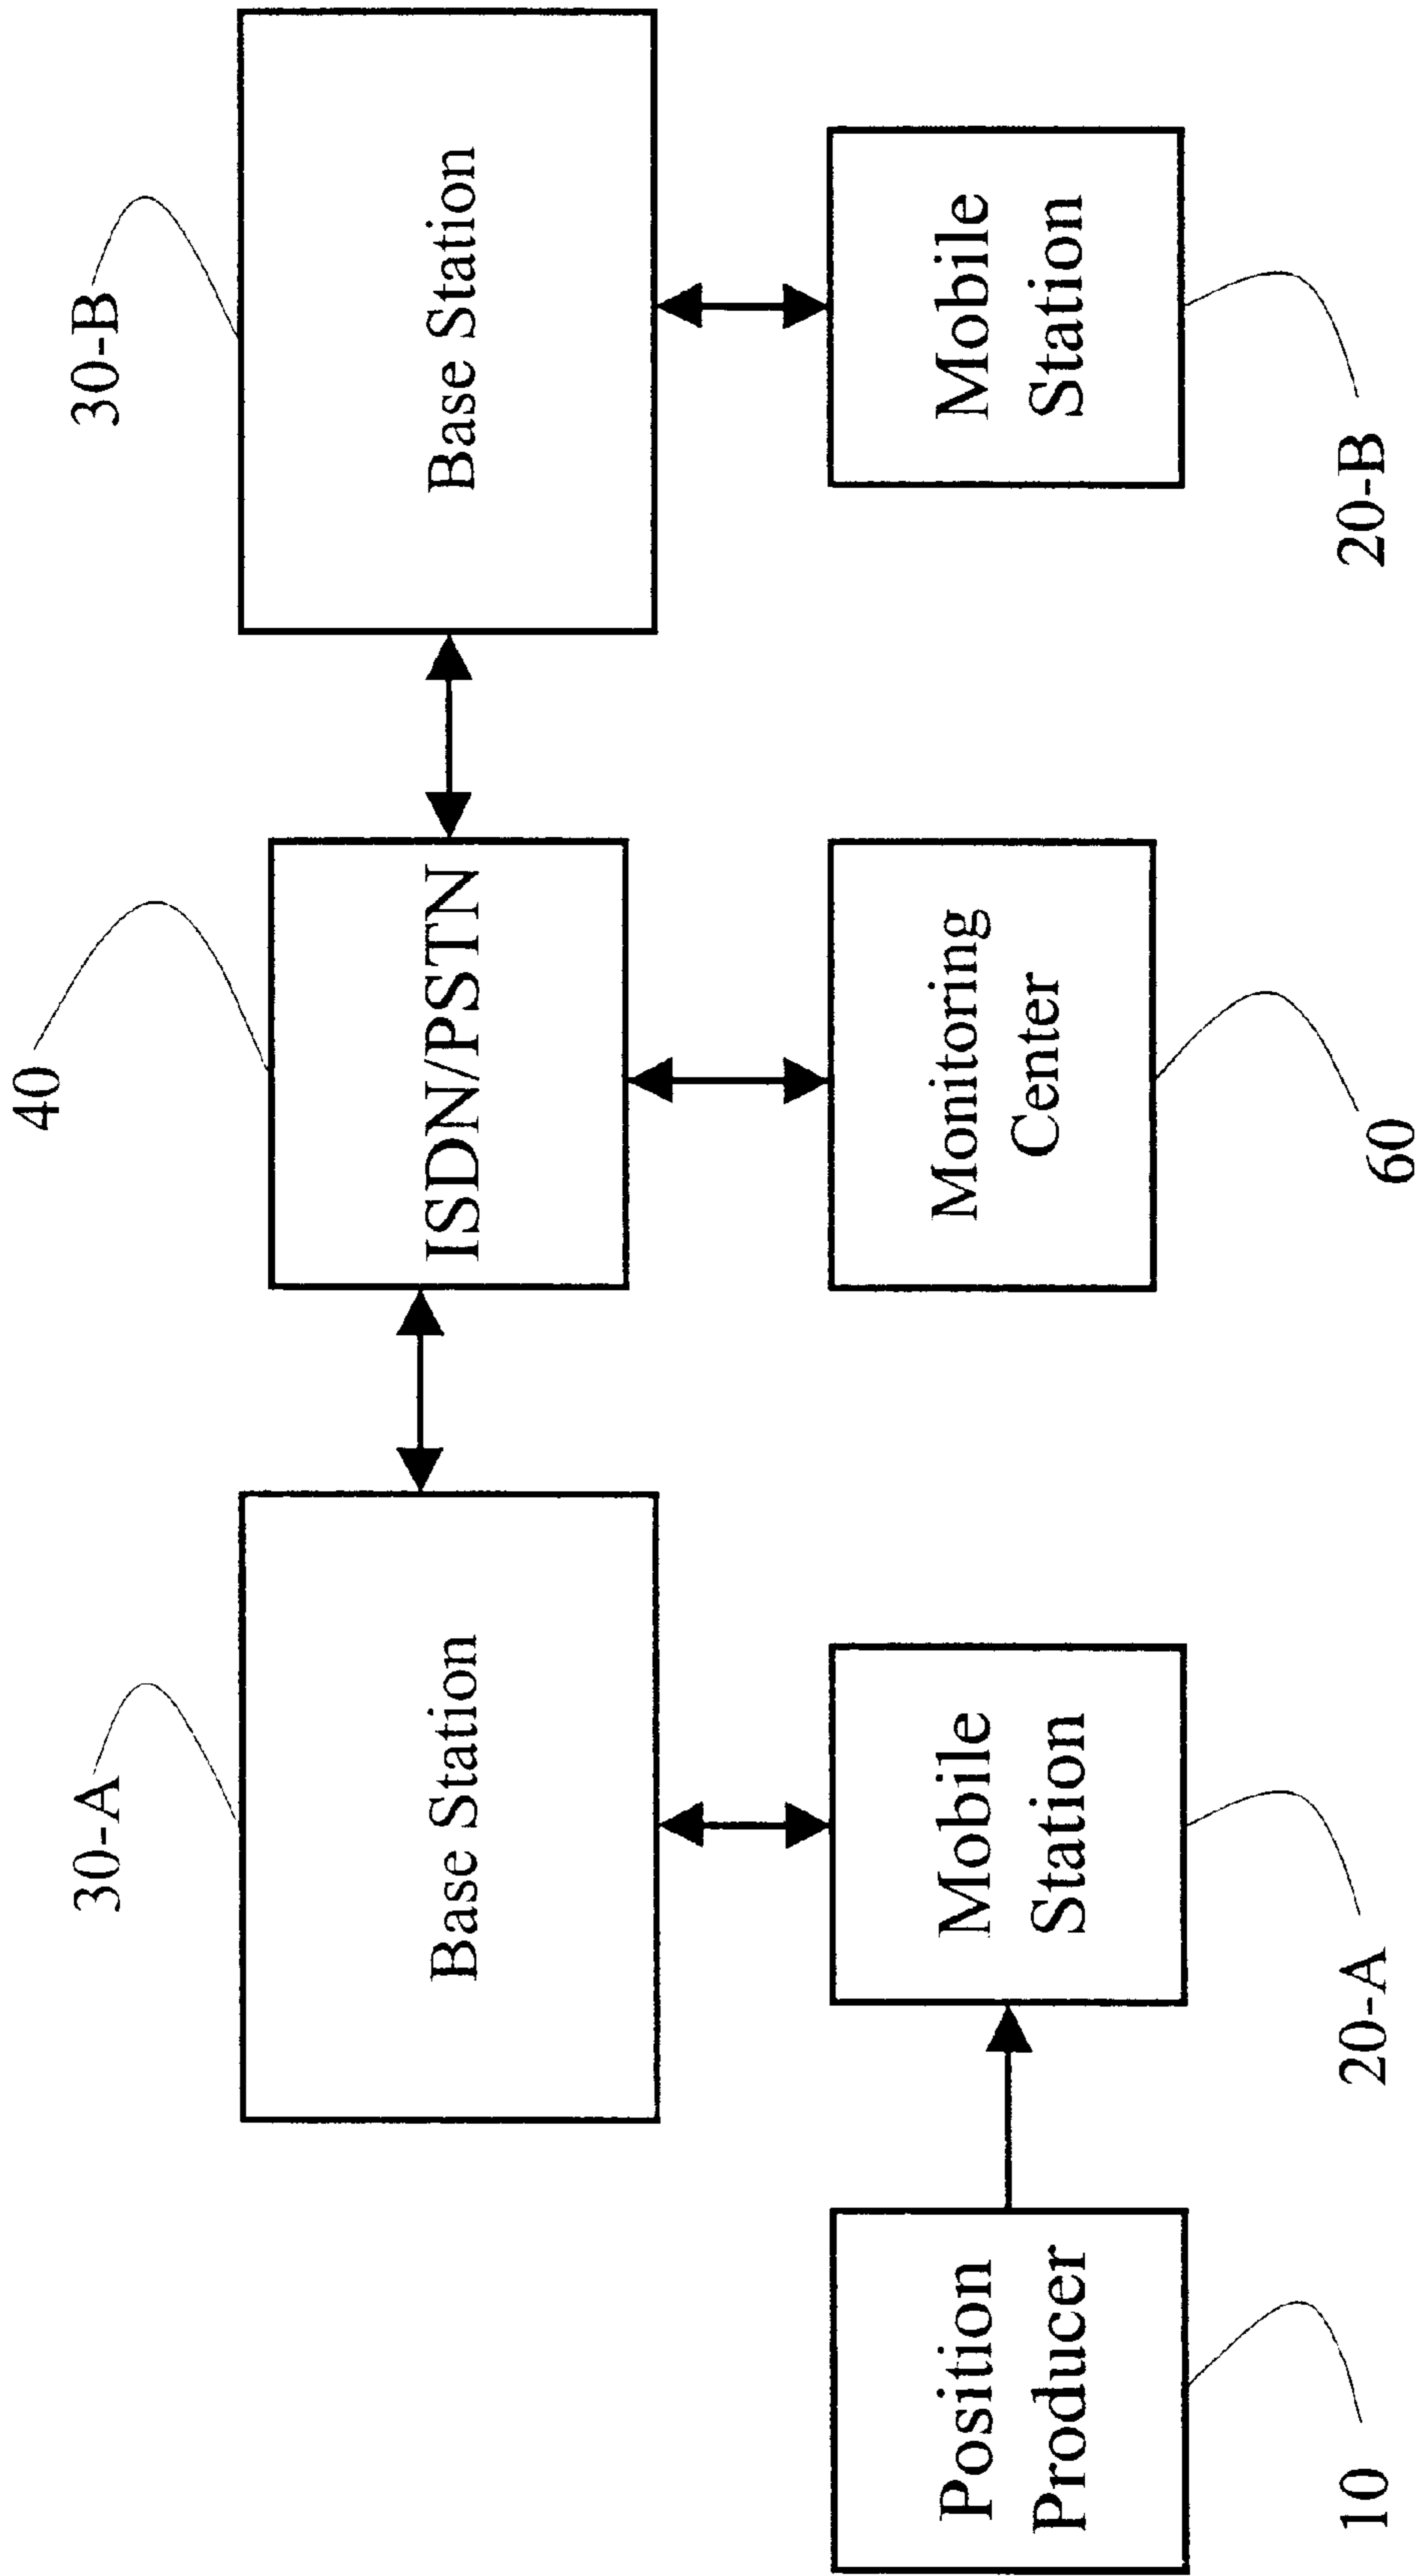 30-A
40
30-B
Base Station
ISDN/PSTN
Base Station
Position
Producer
Mobile
Station
Monitoring
Center
Mobile
Station
10
20-A
60
20-B